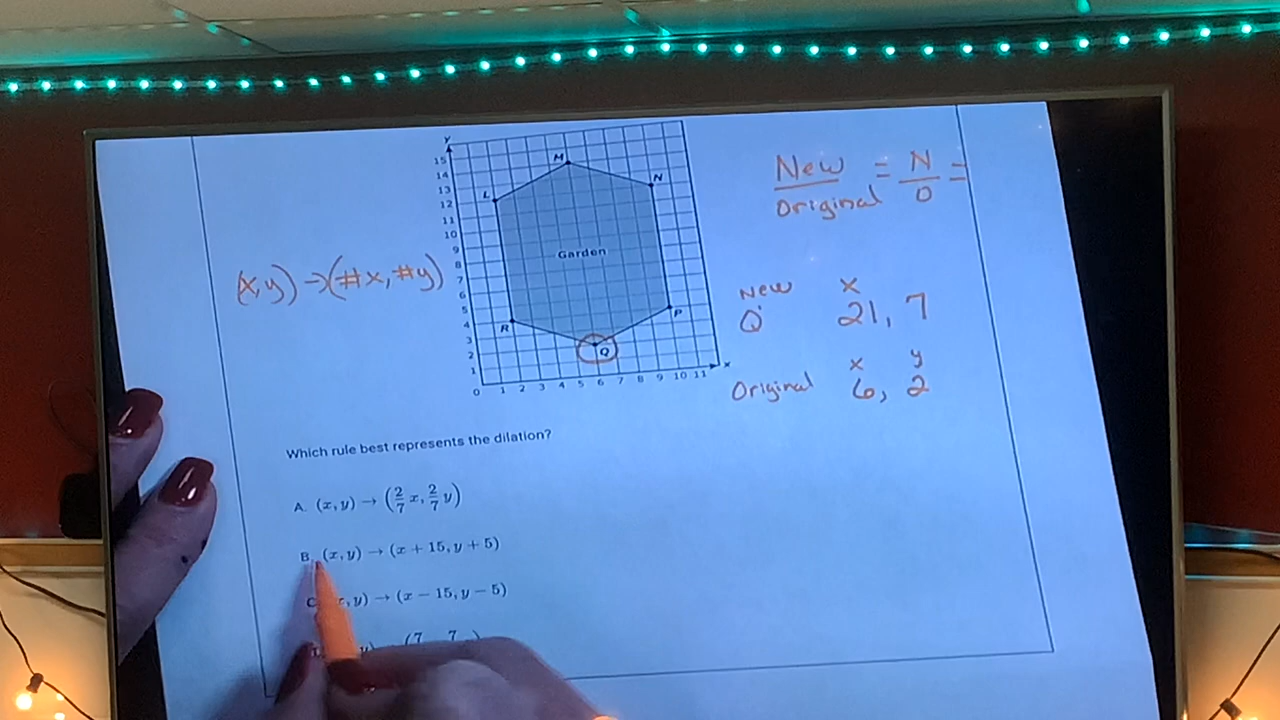 y
15
14
13
12
11
10
9
8
7
6
5
4
3
2
1
0 1 2 3 4 5 6 7 8 9 10 11 x
M
N
L
Garden
R
P
Q
(x,y) → (#x, #y)
New = N =
Original O
New x
Q' 21, 7
x y
Original 6, 2
Which rule best represents the dilation?
A. (x, y) → (2/7 x, 2/7 y)
B. (x, y) → (x + 15, y + 5)
C. , y) → (x − 15, y − 5)
y) (7 7 )